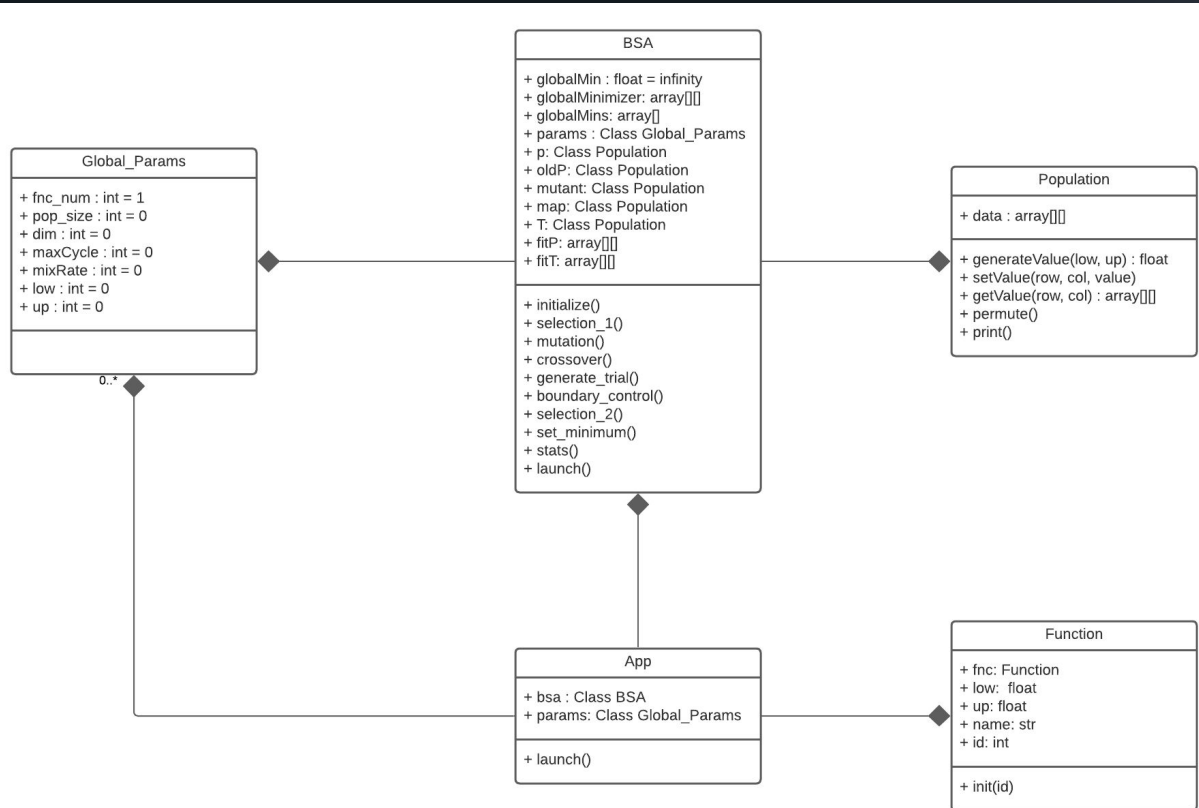 BSA
+ globalMin : float = infinity
+ globalMinimizer: array[][]
+ globalMins: array[]
+ params : Class Global_Params
+ p: Class Population
+ oldP: Class Population
+ mutant: Class Population
+ map: Class Population
+ T: Class Population
+ fitP: array[][]
+ fitT: array[][]
+ initialize()
+ selection_1()
+ mutation()
+ crossover()
+ generate_trial()
+ boundary_control()
+ selection_2()
+ set_minimum()
+ stats()
+ launch()
Global_Params
+ fnc_num : int = 1
+ pop_size : int = 0
+ dim : int = 0
+ maxCycle : int = 0
+ mixRate : int = 0
+ low : int = 0
+ up : int = 0
0..*
Population
+ data : array[][]
+ generateValue(low, up) : float
+ setValue(row, col, value)
+ getValue(row, col) : array[][]
+ permute()
+ print()
App
+ bsa : Class BSA
+ params: Class Global_Params
+ launch()
Function
+ fnc: Function
+ low:  float
+ up: float
+ name: str
+ id: int
+ init(id)